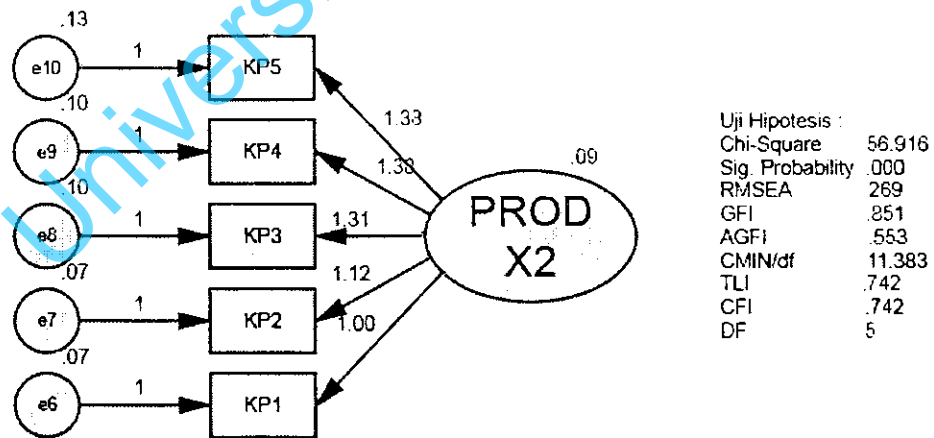 Universi
.13
e10 1 KP5
.10
e9 1 KP4
.10
e8 1 KP3
.07
e7 1 KP2
.07
e6 1 KP1
1.33
1.30
1.31
1.12
1.00
.09
PROD
X2
Uji Hipotesis :
Chi-Square 56.916
Sig. Probability .000
RMSEA 269
GFI .851
AGFI .553
CMIN/df 11.383
TLI .742
CFI .742
DF 5